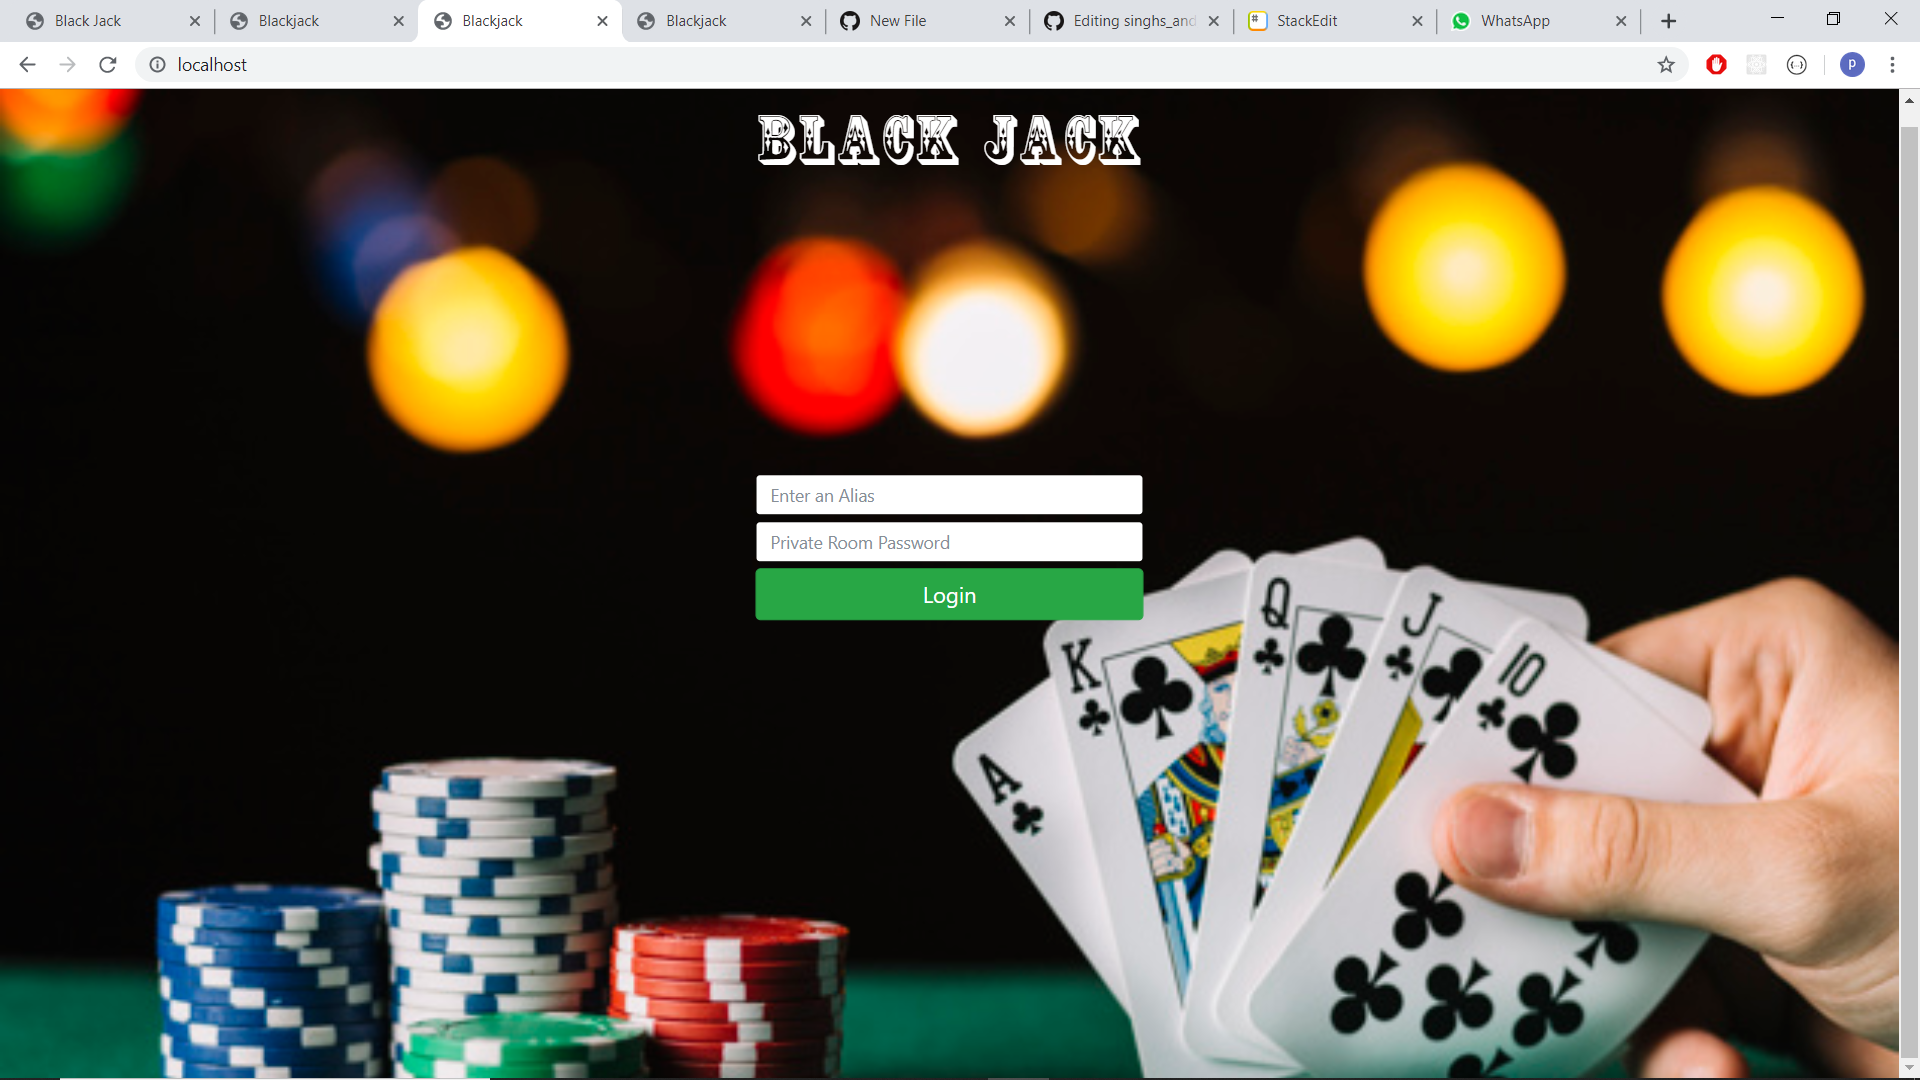 Black Jack
Blackjack
Blackjack
Blackjack
New File
Editing singhs_and
StackEdit
WhatsApp
localhost
P
BLACK JACK
Enter an Alias
Private Room Password
Login
A
K
Q
J
10